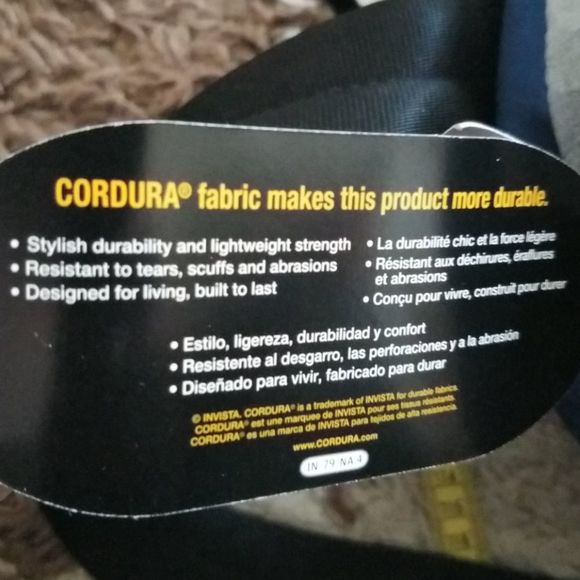 CORDURA® fabric makes this product more durable.
• Stylish durability and lightweight strength
• Resistant to tears, scuffs and abrasions
• Designed for living, built to last
• La durabilité chic et la force légère
• Résistant aux déchirures, éraflures
et abrasions
• Conçu pour vivre, construit pour durer
• Estilo, ligereza, durabilidad y confort
• Resistente al desgarro, las perforaciones y a la abrasión
• Diseñado para vivir, fabricado para durar
© INVISTA. CORDURA® is a trademark of INVISTA for durable fabrics.
CORDURA® est une marquee de INVISTA pour ses tissus résistants.
CORDURA® es una marca de INVISTA para tejidos de alta resistencia.
www.CORDURA.com
IN 79 NA 4